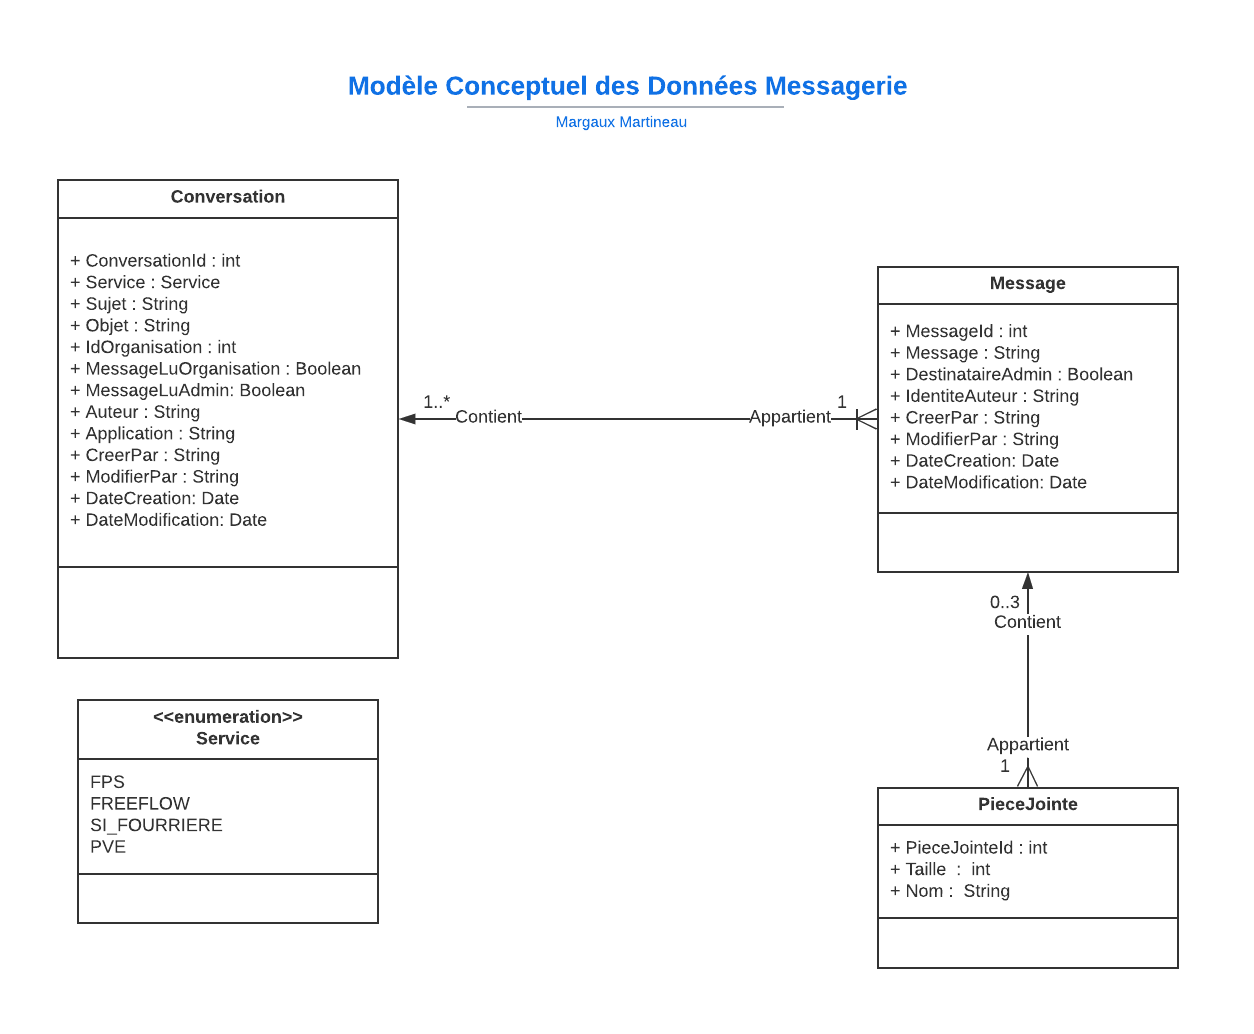 Modèle Conceptuel des Données Messagerie
Margaux Martineau
Conversation
+ ConversationId : int
+ Service : Service
+ Sujet : String
+ Objet : String
+ IdOrganisation : int
+ MessageLuOrganisation : Boolean
+ MessageLuAdmin: Boolean
+ Auteur : String
+ Application : String
+ CreerPar : String
+ ModifierPar : String
+ DateCreation: Date
+ DateModification: Date
1..*
Contient
Appartient
1
Message
+ MessageId : int
+ Message : String
+ DestinataireAdmin : Boolean
+ IdentiteAuteur : String
+ CreerPar : String
+ ModifierPar : String
+ DateCreation: Date
+ DateModification: Date
0..3
Contient
Appartient
1
<<enumeration>>
Service
FPS
FREEFLOW
SI_FOURRIERE
PVE
PieceJointe
+ PieceJointeId : int
+ Taille  :  int
+ Nom :  String